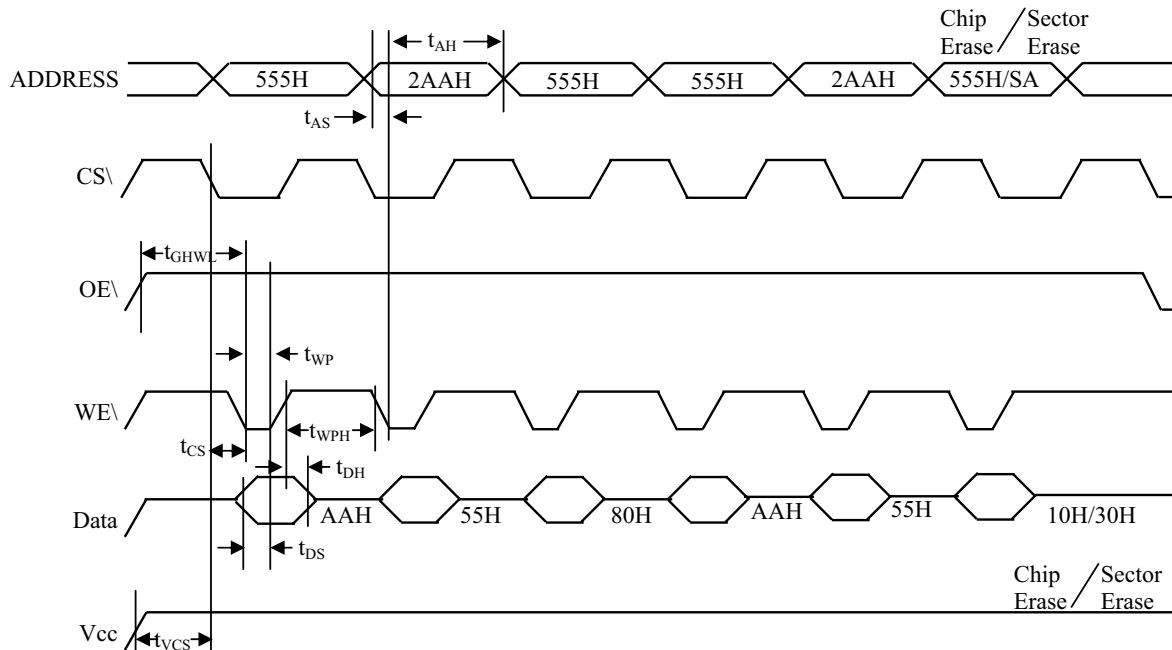 Chip Erase / Sector Erase
t_AH
ADDRESS 555H 2AAH 555H 555H 2AAH 555H/SA
t_AS
CS\
t_GHWL
OE\
t_WP
WE\
t_WPH
t_CS
t_DH
Data AAH 55H 80H AAH 55H 10H/30H
t_DS
Chip Erase / Sector Erase
Vcc
t_VCS